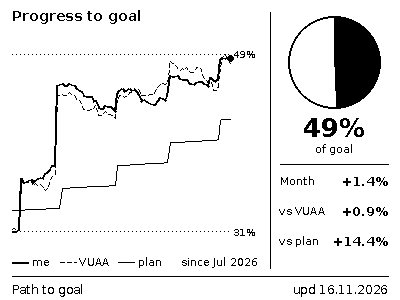 Progress to goal
49%
31%
me
VUAA
plan
since Jul 2026
49%
of goal
Month +1.4%
vs VUAA +0.9%
vs plan +14.4%
Path to goal
upd 16.11.2026